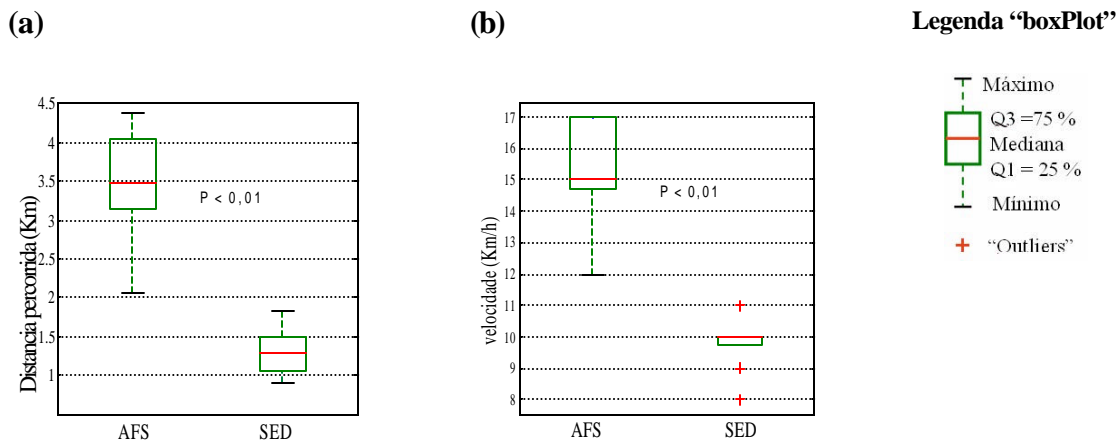 (a)
(b)
Legenda “boxPlot”
Distancia percorrida (Km)
4.5
4
3.5
3
2.5
2
1.5
1
P < 0,01
AFS
SED
velocidade (Km/h)
17
16
15
14
13
12
11
10
9
8
P < 0,01
AFS
SED
Máximo
Q3 =75 %
Mediana
Q1 = 25 %
Mínimo
“Outliers”